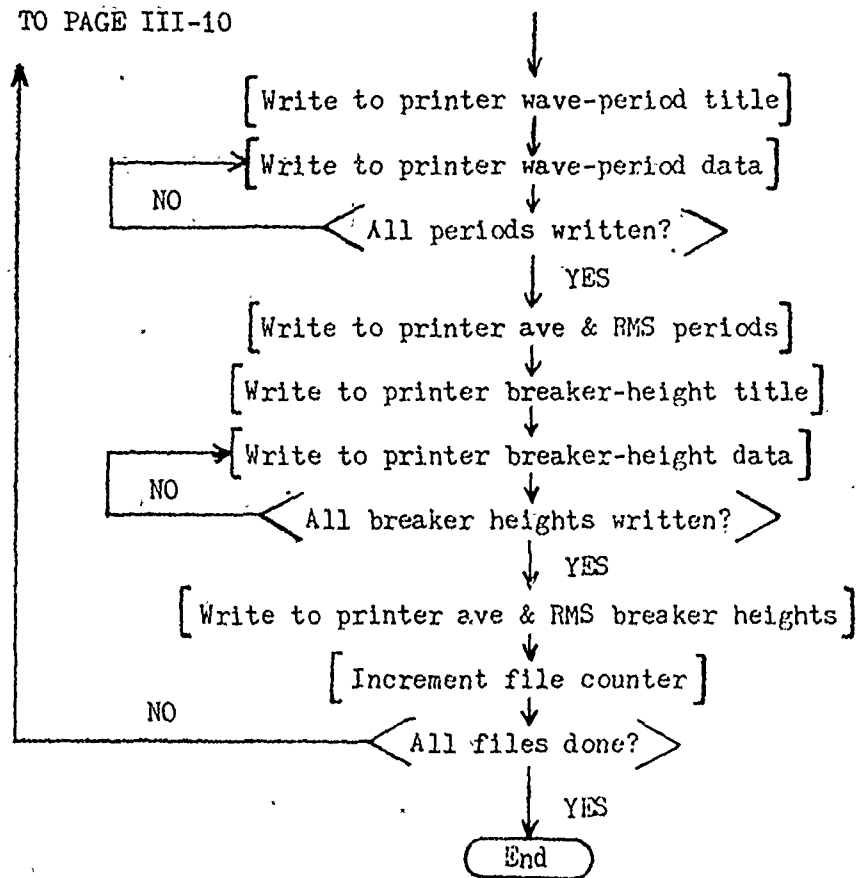 TO PAGE III-10
[Write to printer wave-period title]
[Write to printer wave-period data]
NO
All periods written?
YES
[Write to printer ave & RMS periods]
[Write to printer breaker-height title]
[Write to printer breaker-height data]
NO
All breaker heights written?
YES
[Write to printer ave & RMS breaker heights]
[Increment file counter]
NO
All files done?
YES
End